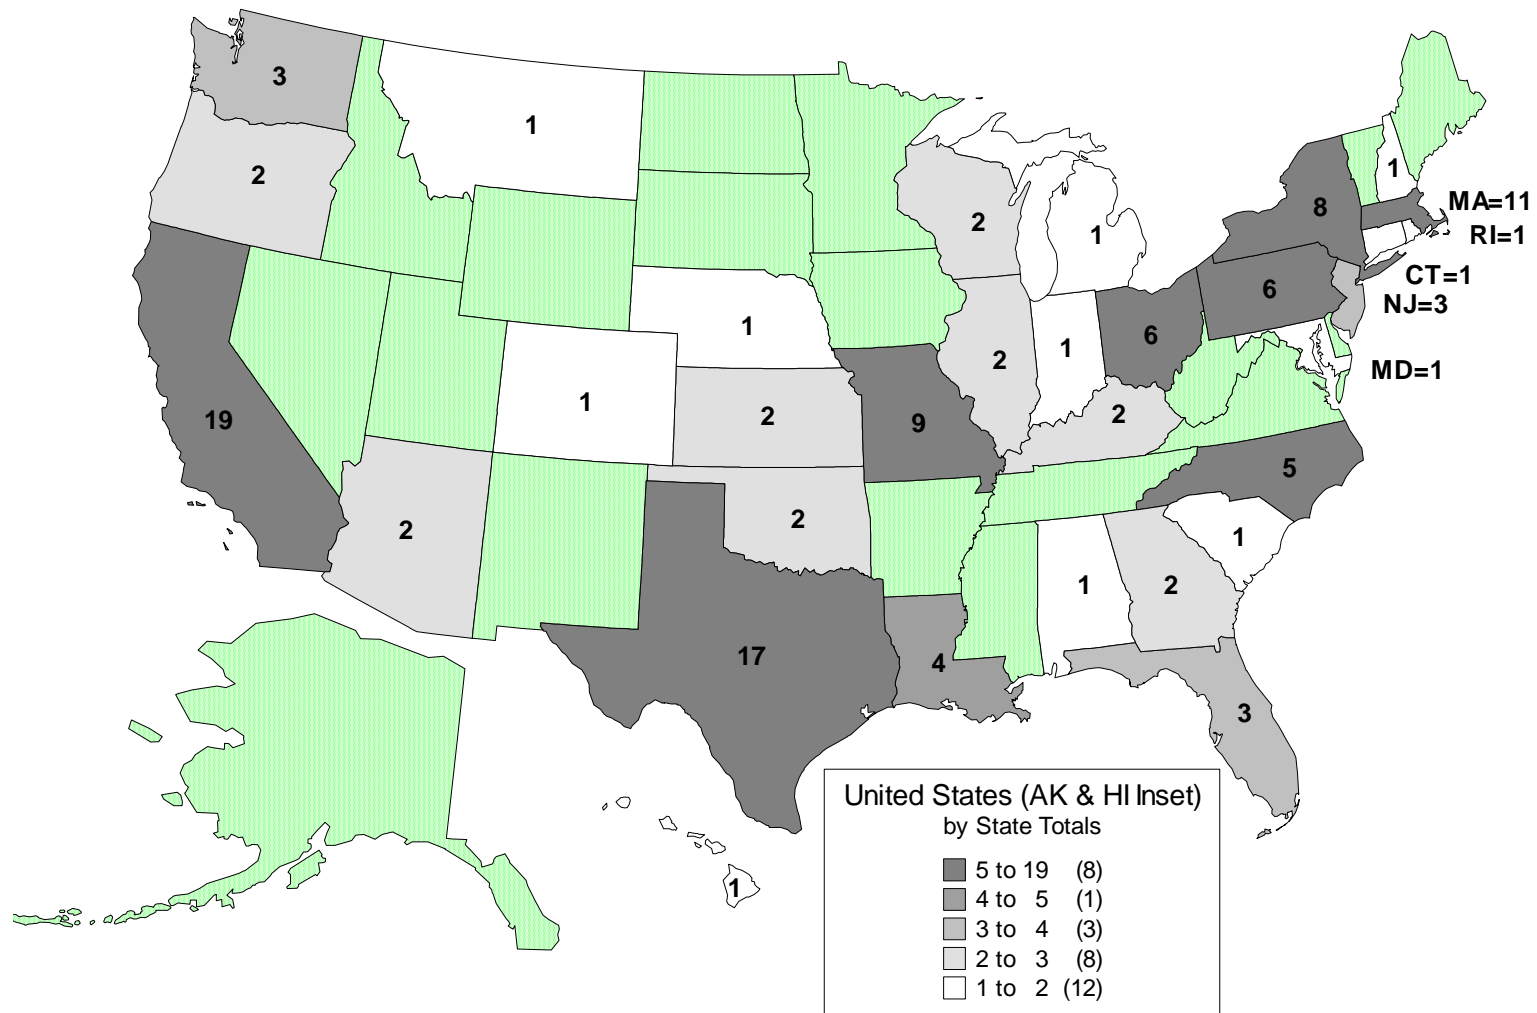 3
1
2
1
8
MA=11
RI=1
2
1
CT=1
NJ=3
6
1
6
1
2
MD=1
1
2
2
19
9
5
2
2
1
1
2
17
4
3
1
United States (AK & HI Inset)
by State Totals
5 to 19 (8)
4 to 5 (1)
3 to 4 (3)
2 to 3 (8)
1 to 2 (12)